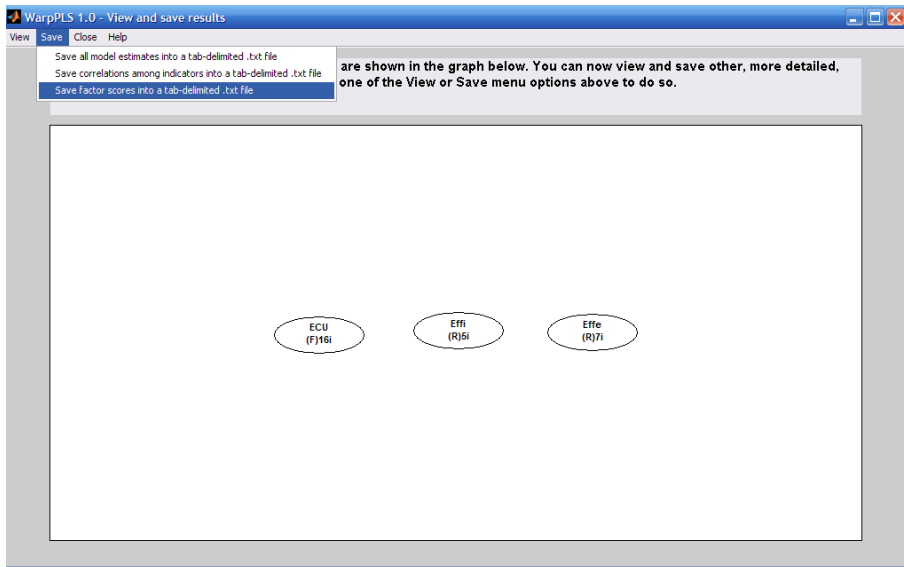 WarpPLS 1.0 - View and save results
View Save Close Help
Save all model estimates into a tab-delimited .txt file
Save correlations among indicators into a tab-delimited .txt file
Save factor scores into a tab-delimited .txt file
are shown in the graph below. You can now view and save other, more detailed,
one of the View or Save menu options above to do so.
ECU
(F)16i
Effi
(R)5i
Effe
(R)7i